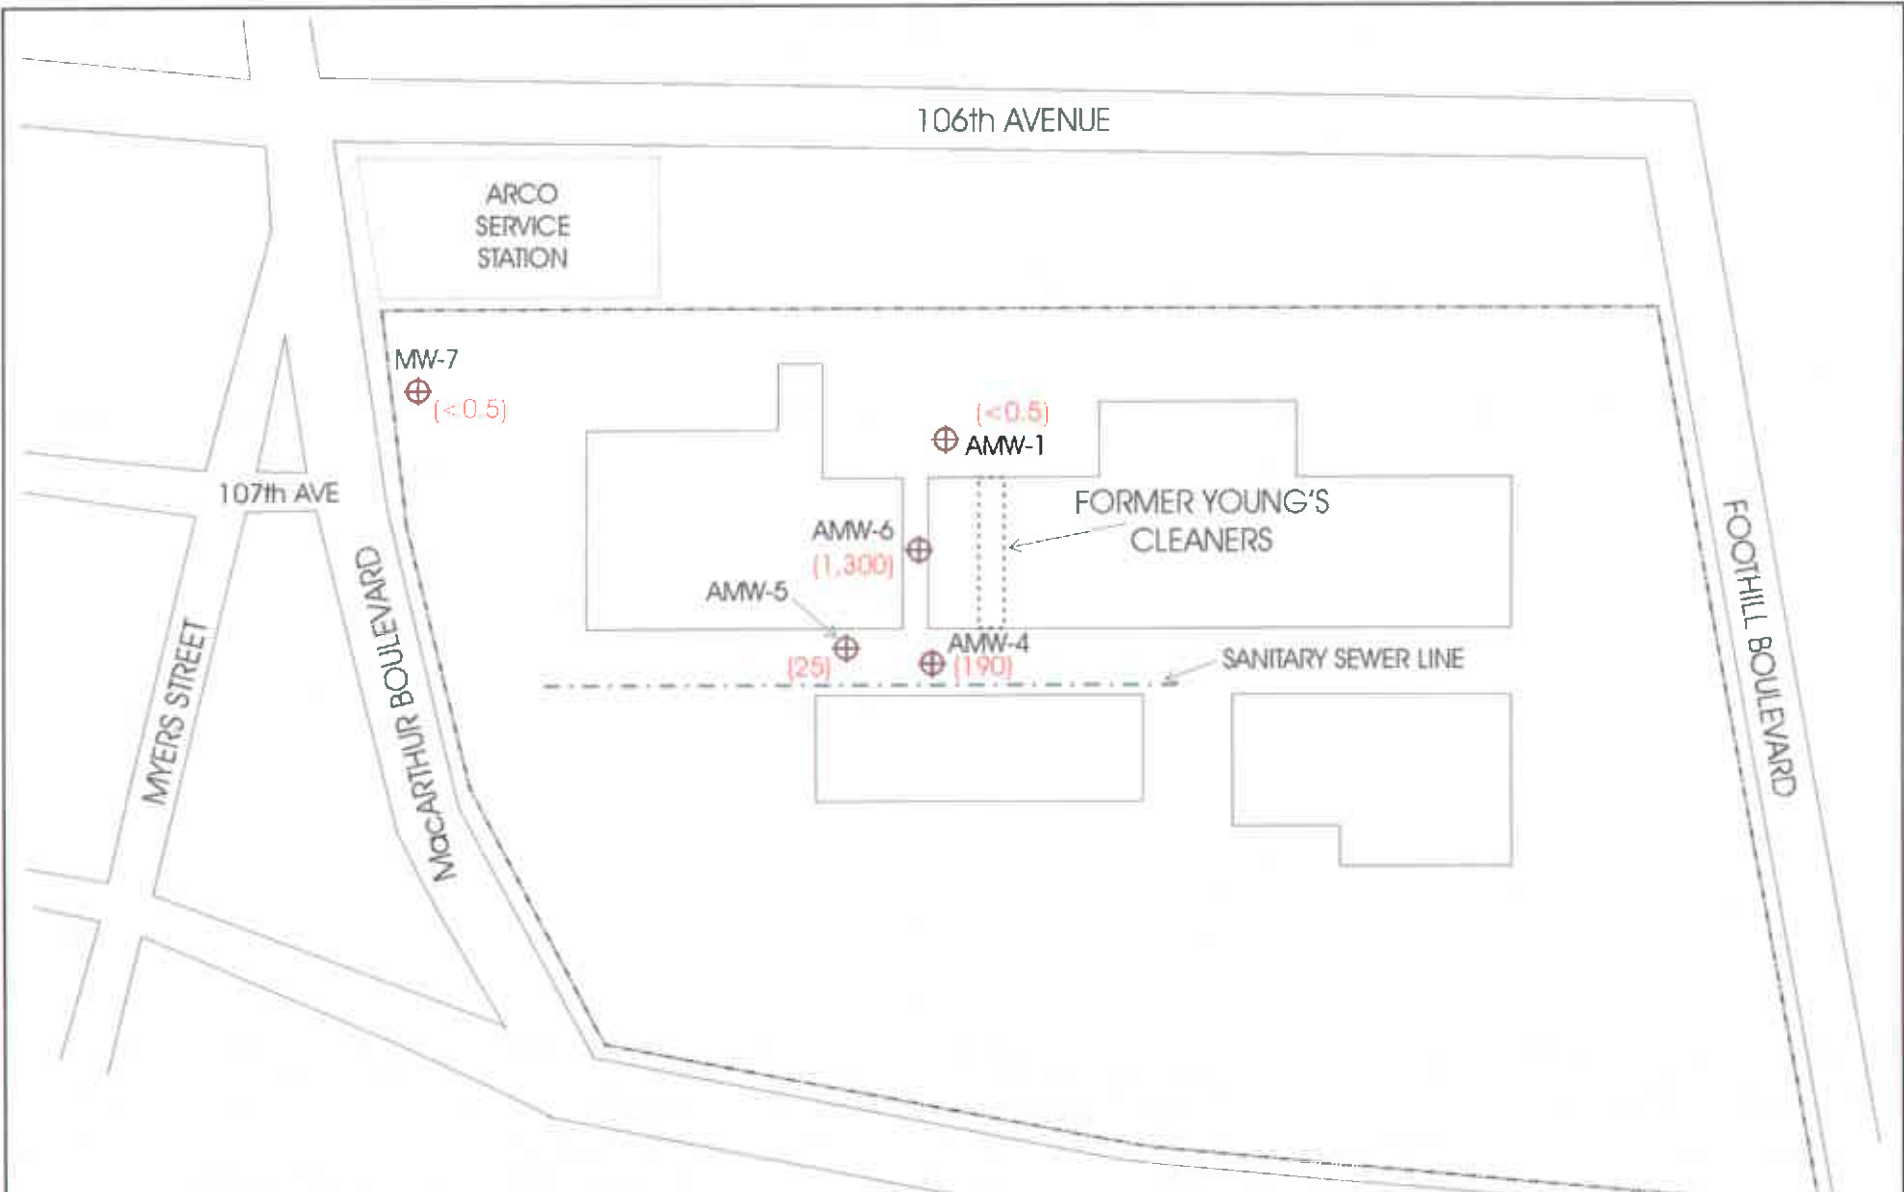 106th AVENUE
ARCO
SERVICE
STATION
MW-7
(<0.5)
(<0.5)
AMW-1
107th AVE
FORMER YOUNG'S
CLEANERS
AMW-6
(1,300)
AMW-5
AMW-4
(25)
(190)
SANITARY SEWER LINE
MYERS STREET
MacARTHUR BOULEVARD
FOOTHILL BOULEVARD